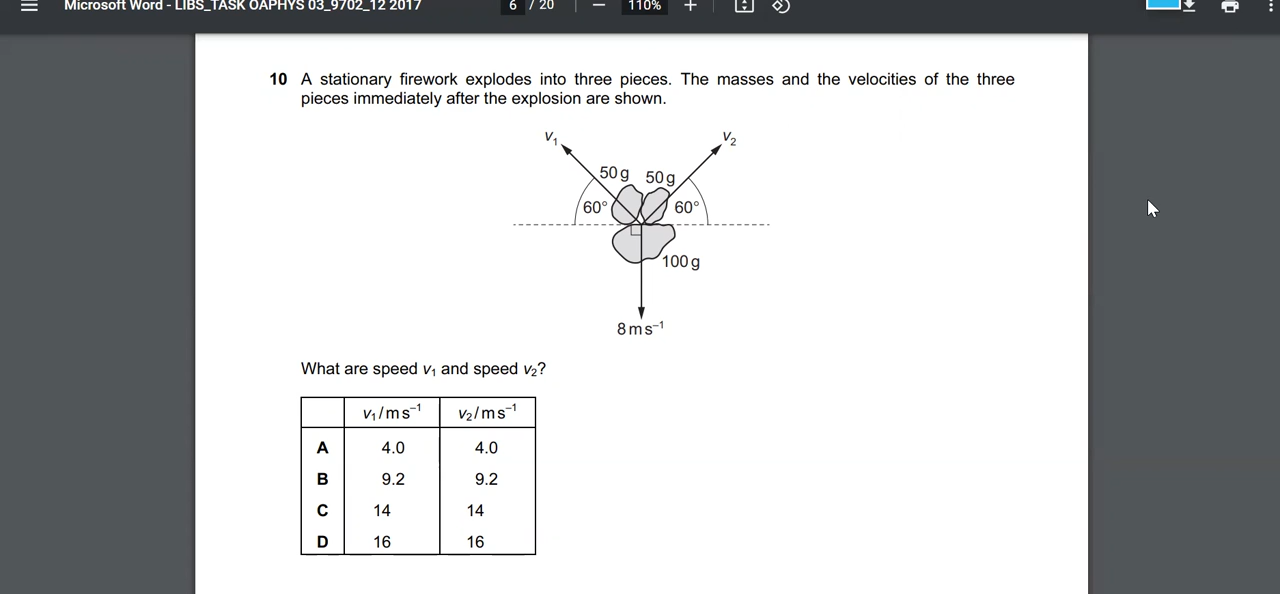 Microsoft Word - LIBS_TASK OAPHYS 03_9702_12 2017
6 / 20
110%
10 A stationary firework explodes into three pieces. The masses and the velocities of the three
pieces immediately after the explosion are shown.
v₁ v₂
50 g 50 g
60° 60°
100 g
8 m s⁻¹
What are speed v₁ and speed v₂?
v₁ / m s⁻¹ v₂ / m s⁻¹
A 4.0 4.0
B 9.2 9.2
C 14 14
D 16 16